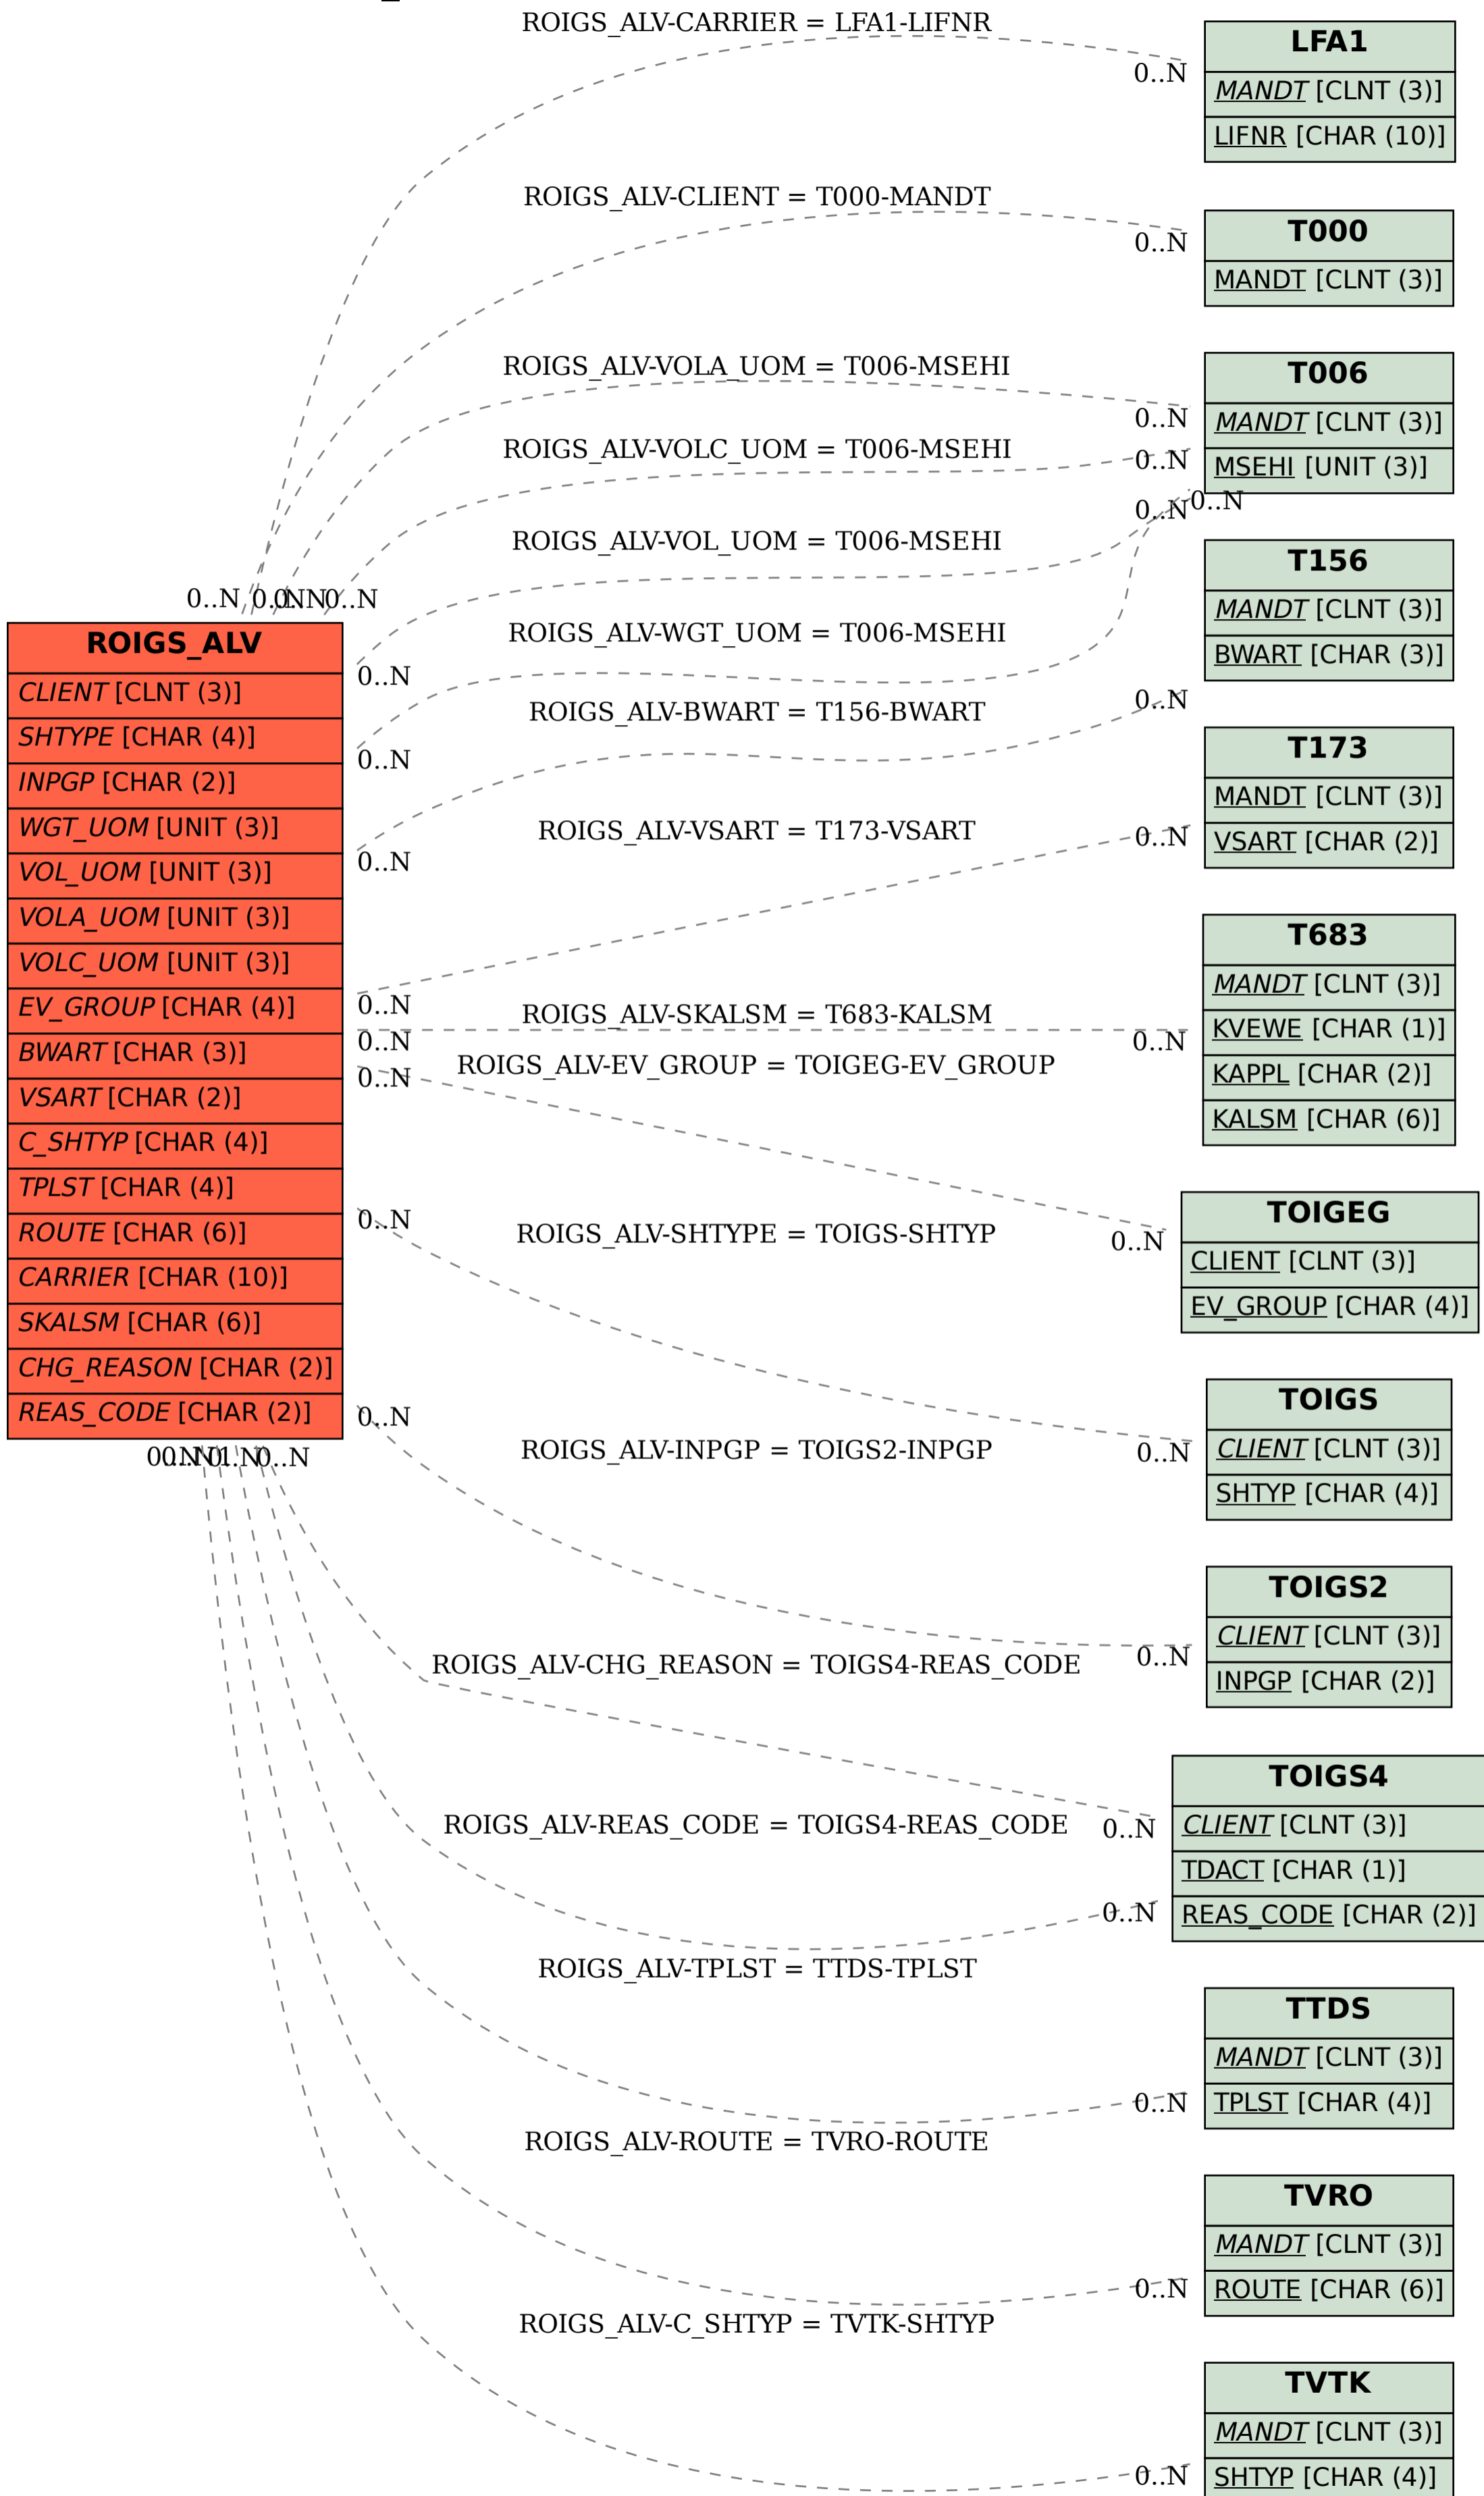 ROIGS_ALV-CARRIER = LFA1-LIFNR
0..N
LFA1
MANDT [CLNT (3)]
LIFNR [CHAR (10)]
ROIGS_ALV-CLIENT = T000-MANDT
0..N
T000
MANDT [CLNT (3)]
ROIGS_ALV-VOLA_UOM = T006-MSEHI
0..N
ROIGS_ALV-VOLC_UOM = T006-MSEHI
0..N
T006
MANDT [CLNT (3)]
MSEHI [UNIT (3)]
ROIGS_ALV-VOL_UOM = T006-MSEHI
0..N
0..N
ROIGS_ALV-WGT_UOM = T006-MSEHI
T156
MANDT [CLNT (3)]
BWART [CHAR (3)]
ROIGS_ALV-BWART = T156-BWART
0..N
ROIGS_ALV-VSART = T173-VSART
0..N
T173
MANDT [CLNT (3)]
VSART [CHAR (2)]
0..N
0..N
0..N
0..N
ROIGS_ALV
CLIENT [CLNT (3)]
SHTYPE [CHAR (4)]
INPGP [CHAR (2)]
WGT_UOM [UNIT (3)]
VOL_UOM [UNIT (3)]
VOLA_UOM [UNIT (3)]
VOLC_UOM [UNIT (3)]
EV_GROUP [CHAR (4)]
BWART [CHAR (3)]
VSART [CHAR (2)]
C_SHTYP [CHAR (4)]
TPLST [CHAR (4)]
ROUTE [CHAR (6)]
CARRIER [CHAR (10)]
SKALSM [CHAR (6)]
CHG_REASON [CHAR (2)]
REAS_CODE [CHAR (2)]
0..N
0..N
0..N
0..N
0..N
0..N
0..N
0..N
ROIGS_ALV-SKALSM = T683-KALSM
0..N
T683
MANDT [CLNT (3)]
KVEWE [CHAR (1)]
KAPPL [CHAR (2)]
KALSM [CHAR (6)]
ROIGS_ALV-EV_GROUP = TOIGEG-EV_GROUP
0..N
TOIGEG
CLIENT [CLNT (3)]
EV_GROUP [CHAR (4)]
ROIGS_ALV-SHTYPE = TOIGS-SHTYP
0..N
TOIGS
CLIENT [CLNT (3)]
SHTYP [CHAR (4)]
ROIGS_ALV-INPGP = TOIGS2-INPGP
0..N
TOIGS2
CLIENT [CLNT (3)]
INPGP [CHAR (2)]
0..N
ROIGS_ALV-CHG_REASON = TOIGS4-REAS_CODE
0..N
ROIGS_ALV-REAS_CODE = TOIGS4-REAS_CODE
0..N
TOIGS4
CLIENT [CLNT (3)]
TDACT [CHAR (1)]
REAS_CODE [CHAR (2)]
ROIGS_ALV-TPLST = TTDS-TPLST
0..N
TTDS
MANDT [CLNT (3)]
TPLST [CHAR (4)]
ROIGS_ALV-ROUTE = TVRO-ROUTE
0..N
TVRO
MANDT [CLNT (3)]
ROUTE [CHAR (6)]
ROIGS_ALV-C_SHTYP = TVTK-SHTYP
0..N
TVTK
MANDT [CLNT (3)]
SHTYP [CHAR (4)]